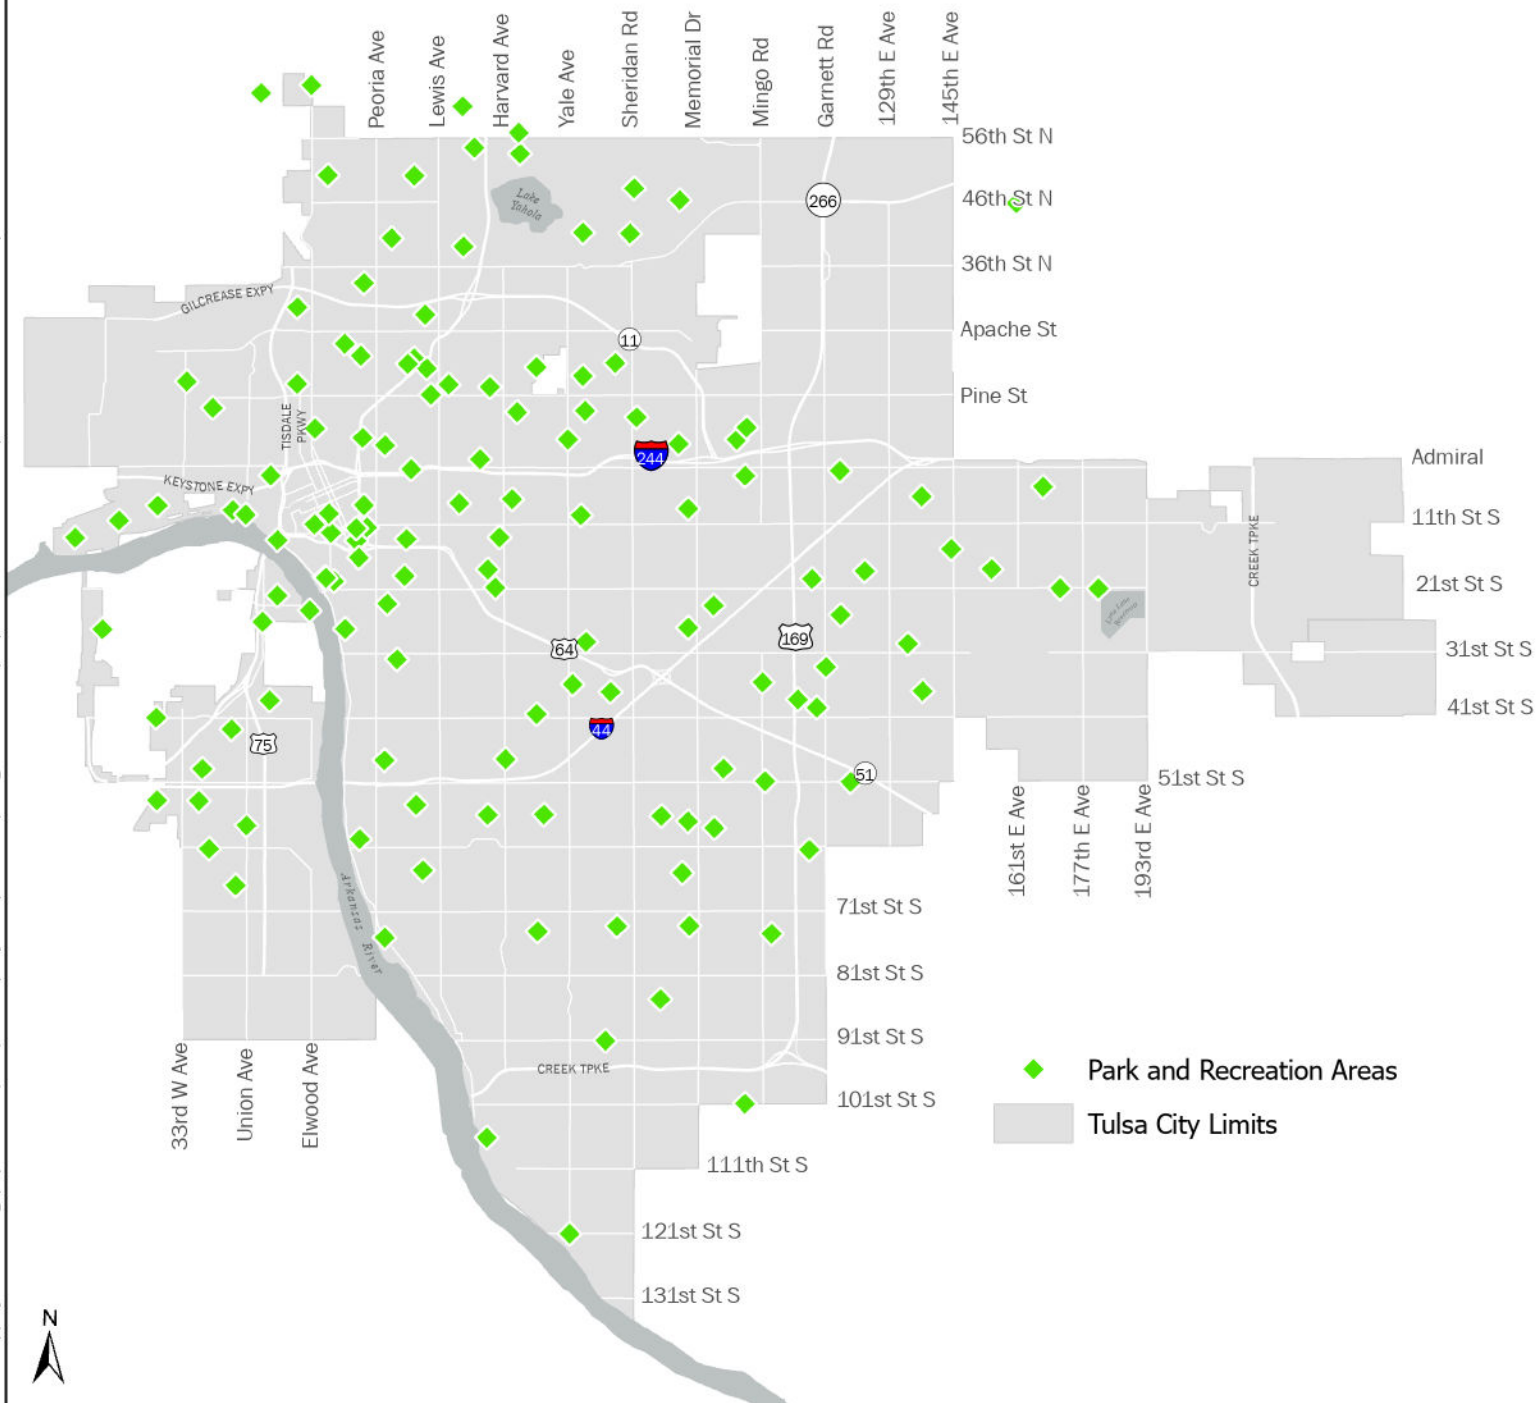 Peoria Ave
Lewis Ave
Harvard Ave
Yale Ave
Sheridan Rd
Memorial Dr
Mingo Rd
Garnett Rd
129th E Ave
145th E Ave
56th St N
Lake
Yahola
266
46th St N
36th St N
GILCREASE EXPY
11
Apache St
Pine St
TISDALE
PKWY
244
Admiral
KEYSTONE EXPY
11th St S
CREEK TPKE
21st St S
169
64
31st St S
41st St S
44
75
51
51st St S
161st E Ave
177th E Ave
193rd E Ave
Arkansas River
71st St S
81st St S
91st St S
33rd W Ave
Union Ave
Elwood Ave
CREEK TPKE
Park and Recreation Areas
101st St S
Tulsa City Limits
111th St S
121st St S
131st St S
N